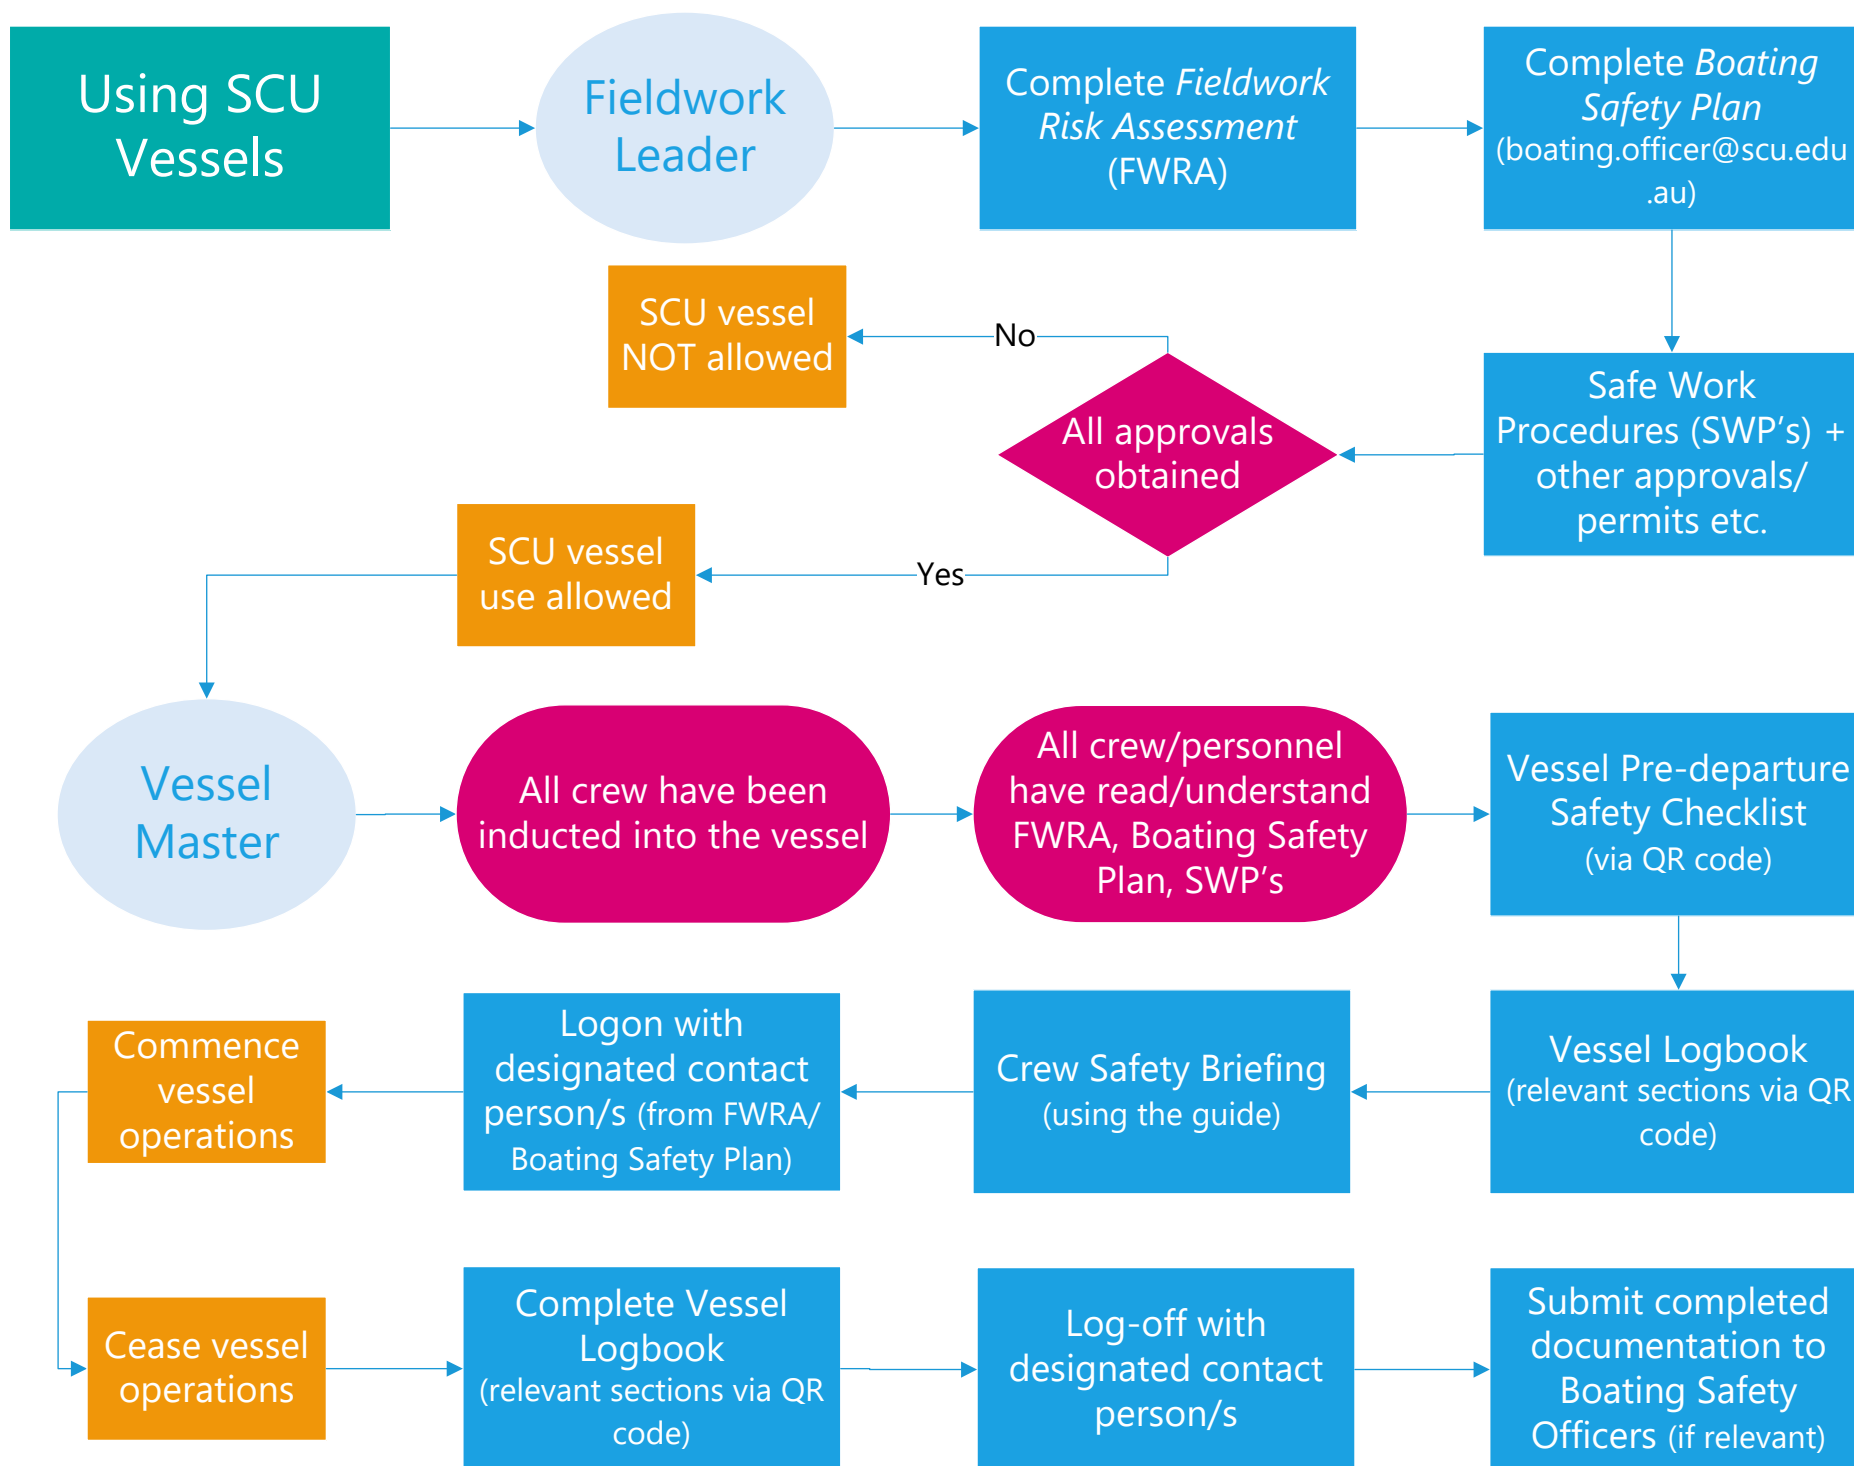 Using SCU
Vessels
Fieldwork
Leader
Complete Fieldwork
Risk Assessment
(FWRA)
Complete Boating
Safety Plan
(boating.officer@scu.edu
.au)
SCU vessel
NOT allowed
No
All approvals
obtained
Safe Work
Procedures (SWP's) +
other approvals/
permits etc.
SCU vessel
use allowed
Yes
Vessel
Master
All crew have been
inducted into the vessel
All crew/personnel
have read/understand
FWRA, Boating Safety
Plan, SWP's
Vessel Pre-departure
Safety Checklist
(via QR code)
Commence
vessel
operations
Logon with
designated contact
person/s (from FWRA/
Boating Safety Plan)
Crew Safety Briefing
(using the guide)
Vessel Logbook
(relevant sections via QR
code)
Cease vessel
operations
Complete Vessel
Logbook
(relevant sections via QR
code)
Log-off with
designated contact
person/s
Submit completed
documentation to
Boating Safety
Officers (if relevant)